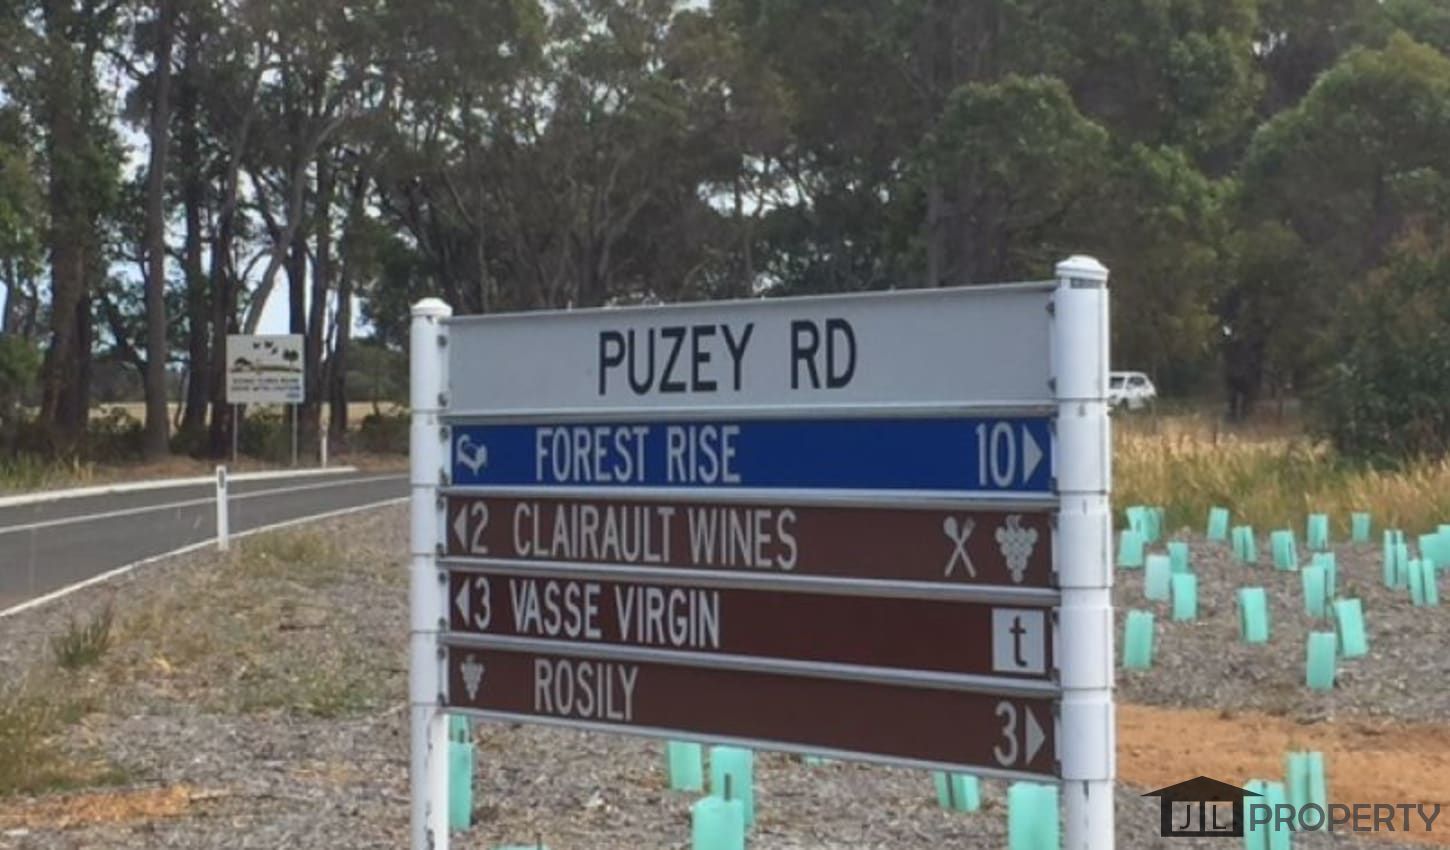 PUZEY RD
FOREST RISE 10
2 CLAIRAULT WINES
3 VASSE VIRGIN t
ROSILY 3
JL PROPERTY